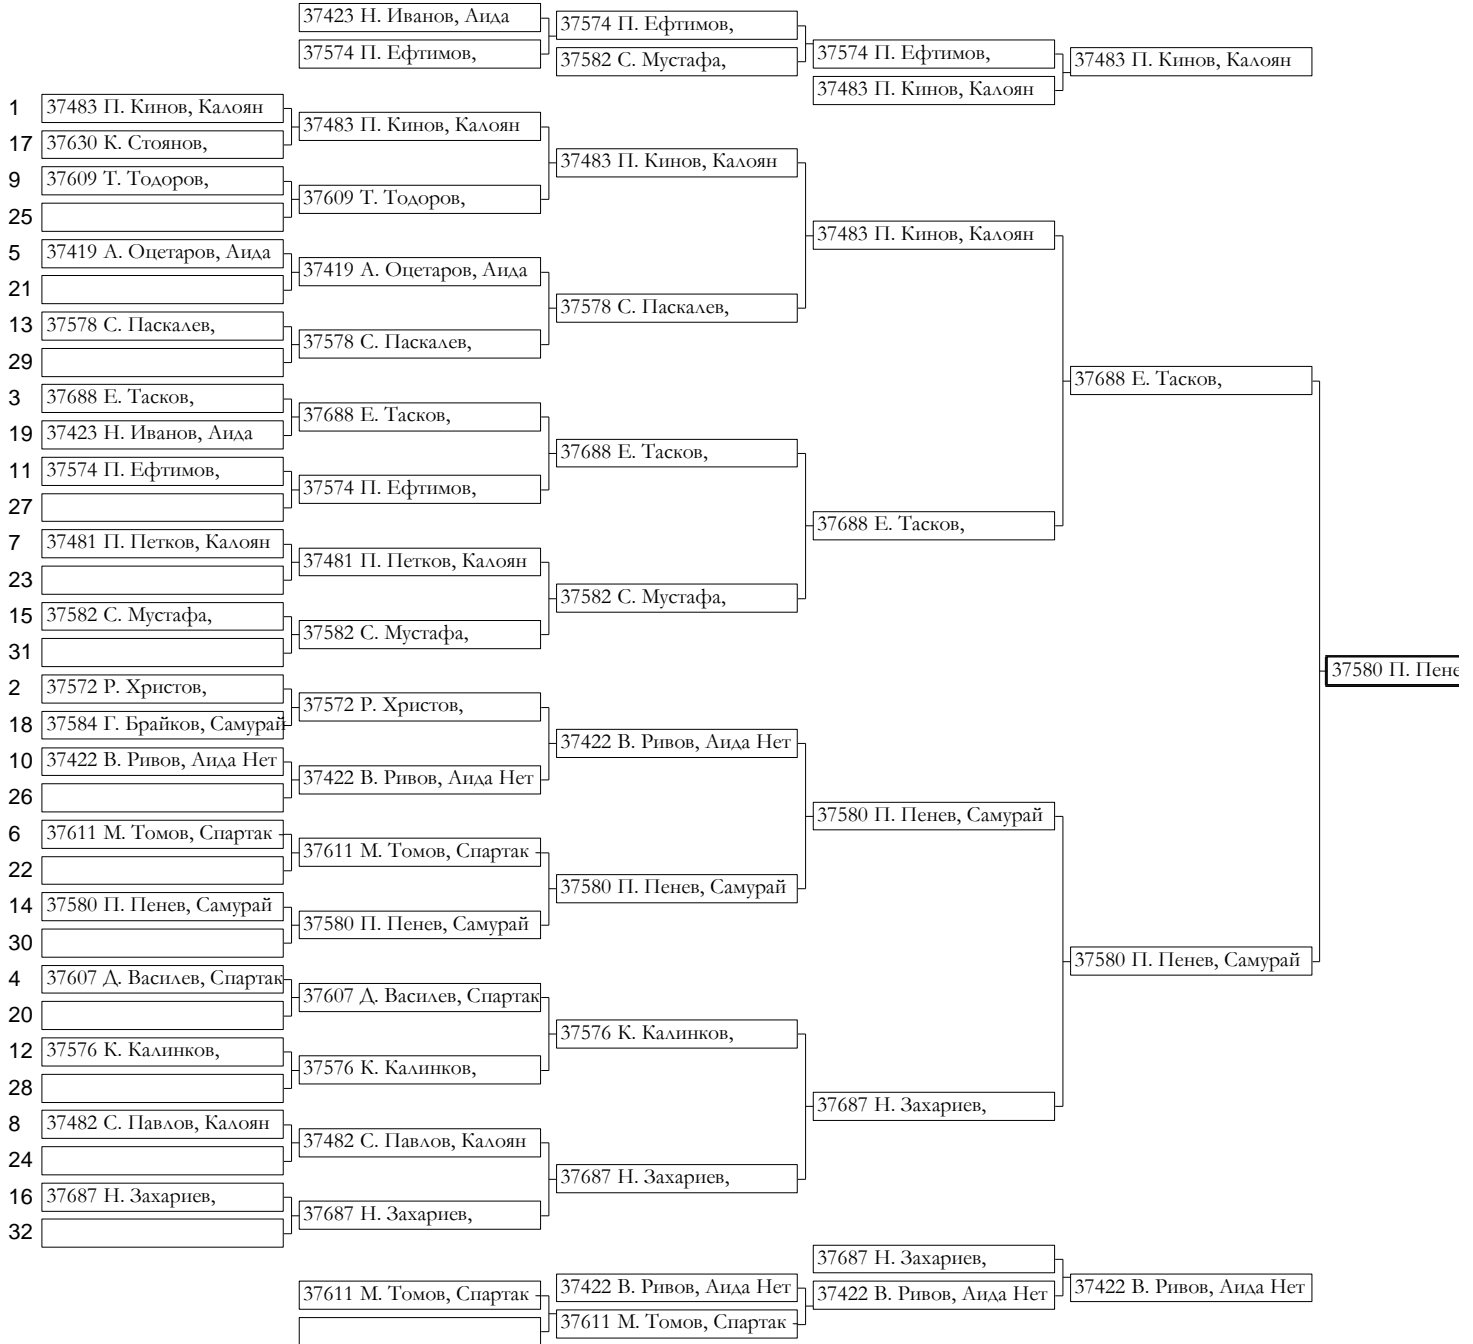 37423 Н. Иванов, Аида
37574 П. Ефтимов,
37574 П. Ефтимов,
37582 С. Мустафа,
37574 П. Ефтимов,
37483 П. Кинов, Калоян
37483 П. Кинов, Калоян
1 37483 П. Кинов, Калоян
17 37630 К. Стоянов,
9 37609 Т. Тодоров,
25
5 37419 А. Оцетаров, Аида
21
13 37578 С. Паскалев,
29
3 37688 Е. Тасков,
19 37423 Н. Иванов, Аида
11 37574 П. Ефтимов,
27
7 37481 П. Петков, Калоян
23
15 37582 С. Мустафа,
31
2 37572 Р. Христов,
18 37584 Г. Брайков, Самурай
10 37422 В. Ривов, Аида Нет
26
6 37611 М. Томов, Спартак
22
14 37580 П. Пенев, Самурай
30
4 37607 Д. Василев, Спартак
20
12 37576 К. Калинков,
28
8 37482 С. Павлов, Калоян
24
16 37687 Н. Захариев,
32
37483 П. Кинов, Калоян
37609 Т. Тодоров,
37419 А. Оцетаров, Аида
37578 С. Паскалев,
37688 Е. Тасков,
37574 П. Ефтимов,
37481 П. Петков, Калоян
37582 С. Мустафа,
37572 Р. Христов,
37422 В. Ривов, Аида Нет
37611 М. Томов, Спартак
37580 П. Пенев, Самурай
37607 Д. Василев, Спартак
37576 К. Калинков,
37482 С. Павлов, Калоян
37687 Н. Захариев,
37483 П. Кинов, Калоян
37578 С. Паскалев,
37688 Е. Тасков,
37582 С. Мустафа,
37422 В. Ривов, Аида Нет
37580 П. Пенев, Самурай
37576 К. Калинков,
37687 Н. Захариев,
37483 П. Кинов, Калоян
37688 Е. Тасков,
37580 П. Пенев, Самурай
37687 Н. Захариев,
37688 Е. Тасков,
37580 П. Пенев, Самурай
37580 П. Пене
37611 М. Томов, Спартак
37422 В. Ривов, Аида Нет
37611 М. Томов, Спартак
37687 Н. Захариев,
37422 В. Ривов, Аида Нет
37422 В. Ривов, Аида Нет